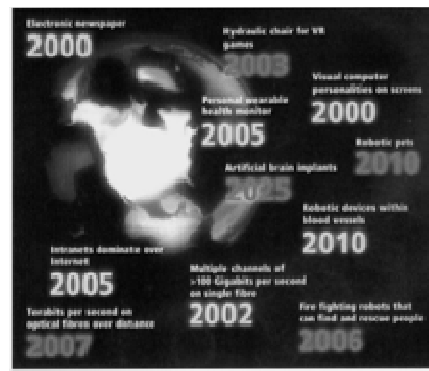 Electronic newspaper
2000
Hydraulic chair for VR
games
2003
Visual computer
personalities on screens
2000
Personal wearable
health monitor
2005
Robotic pets
2010
Artificial brain implants
2025
Robotic devices within
blood vessels
2010
Intranets dominate over
Internet
2005
Multiple channels of
>100 Gigabits per second
on single fibre
2002
Terabits per second on
optical fibres over distance
2007
Fire fighting robots that
can find and rescue people
2006